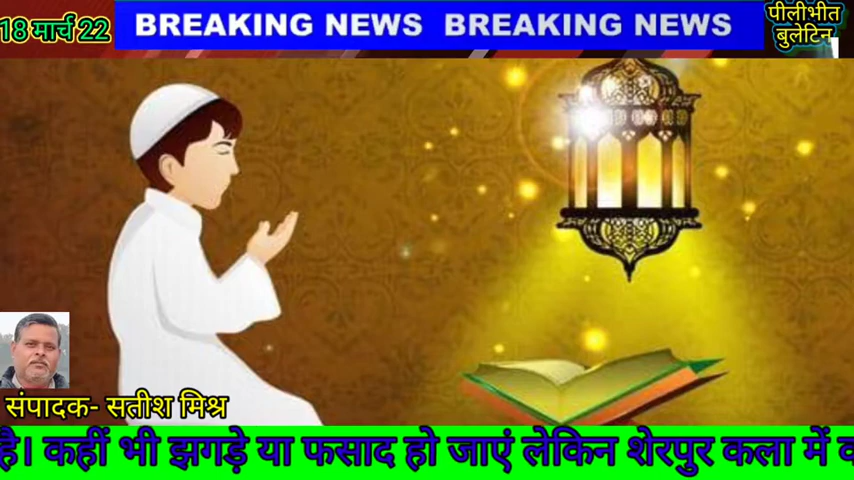 18 मार्च 22
BREAKING NEWS BREAKING NEWS
पीलीभीत
बुलेटिन
संपादक- सतीश मिश्र
है। कहीं भी झगड़े या फसाद हो जाएं लेकिन शेरपुर कला में